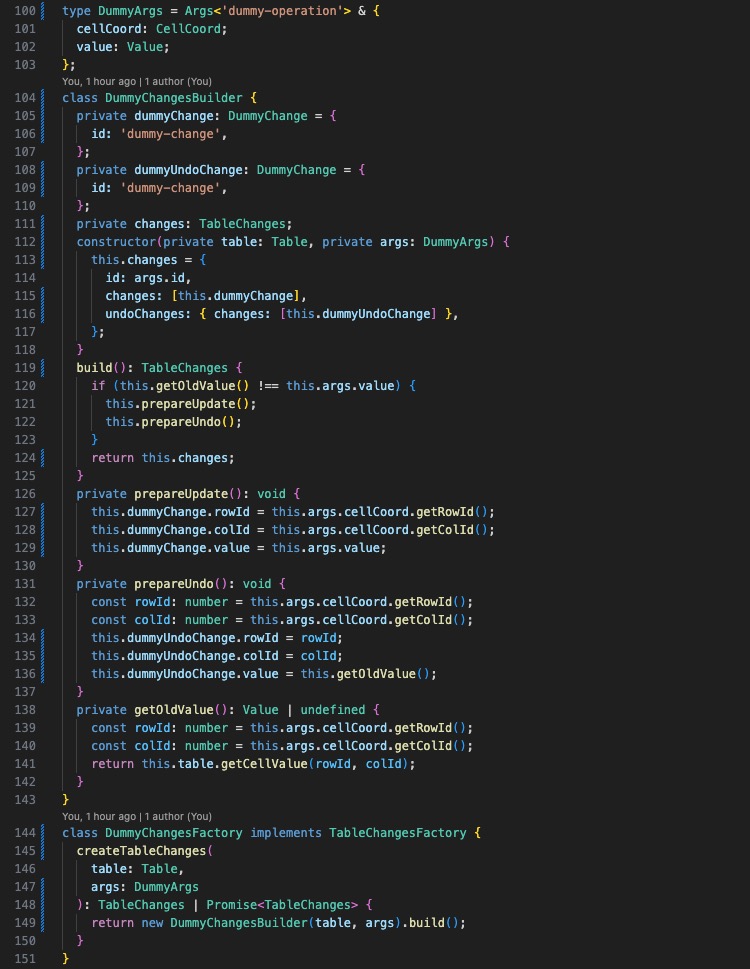 100 type DummyArgs = Args<'dummy-operation'> & {
101   cellCoord: CellCoord;
102   value: Value;
103 };
You, 1 hour ago | 1 author (You)
104 class DummyChangesBuilder {
105   private dummyChange: DummyChange = {
106     id: 'dummy-change',
107   };
108   private dummyUndoChange: DummyChange = {
109     id: 'dummy-change',
110   };
111   private changes: TableChanges;
112   constructor(private table: Table, private args: DummyArgs) {
113     this.changes = {
114       id: args.id,
115       changes: [this.dummyChange],
116       undoChanges: { changes: [this.dummyUndoChange] },
117     };
118   }
119   build(): TableChanges {
120     if (this.getOldValue() !== this.args.value) {
121       this.prepareUpdate();
122       this.prepareUndo();
123     }
124     return this.changes;
125   }
126   private prepareUpdate(): void {
127     this.dummyChange.rowId = this.args.cellCoord.getRowId();
128     this.dummyChange.colId = this.args.cellCoord.getColId();
129     this.dummyChange.value = this.args.value;
130   }
131   private prepareUndo(): void {
132     const rowId: number = this.args.cellCoord.getRowId();
133     const colId: number = this.args.cellCoord.getColId();
134     this.dummyUndoChange.rowId = rowId;
135     this.dummyUndoChange.colId = colId;
136     this.dummyUndoChange.value = this.getOldValue();
137   }
138   private getOldValue(): Value | undefined {
139     const rowId: number = this.args.cellCoord.getRowId();
140     const colId: number = this.args.cellCoord.getColId();
141     return this.table.getCellValue(rowId, colId);
142   }
143 }
You, 1 hour ago | 1 author (You)
144 class DummyChangesFactory implements TableChangesFactory {
145   createTableChanges(
146     table: Table,
147     args: DummyArgs
148   ): TableChanges | Promise<TableChanges> {
149     return new DummyChangesBuilder(table, args).build();
150   }
151 }